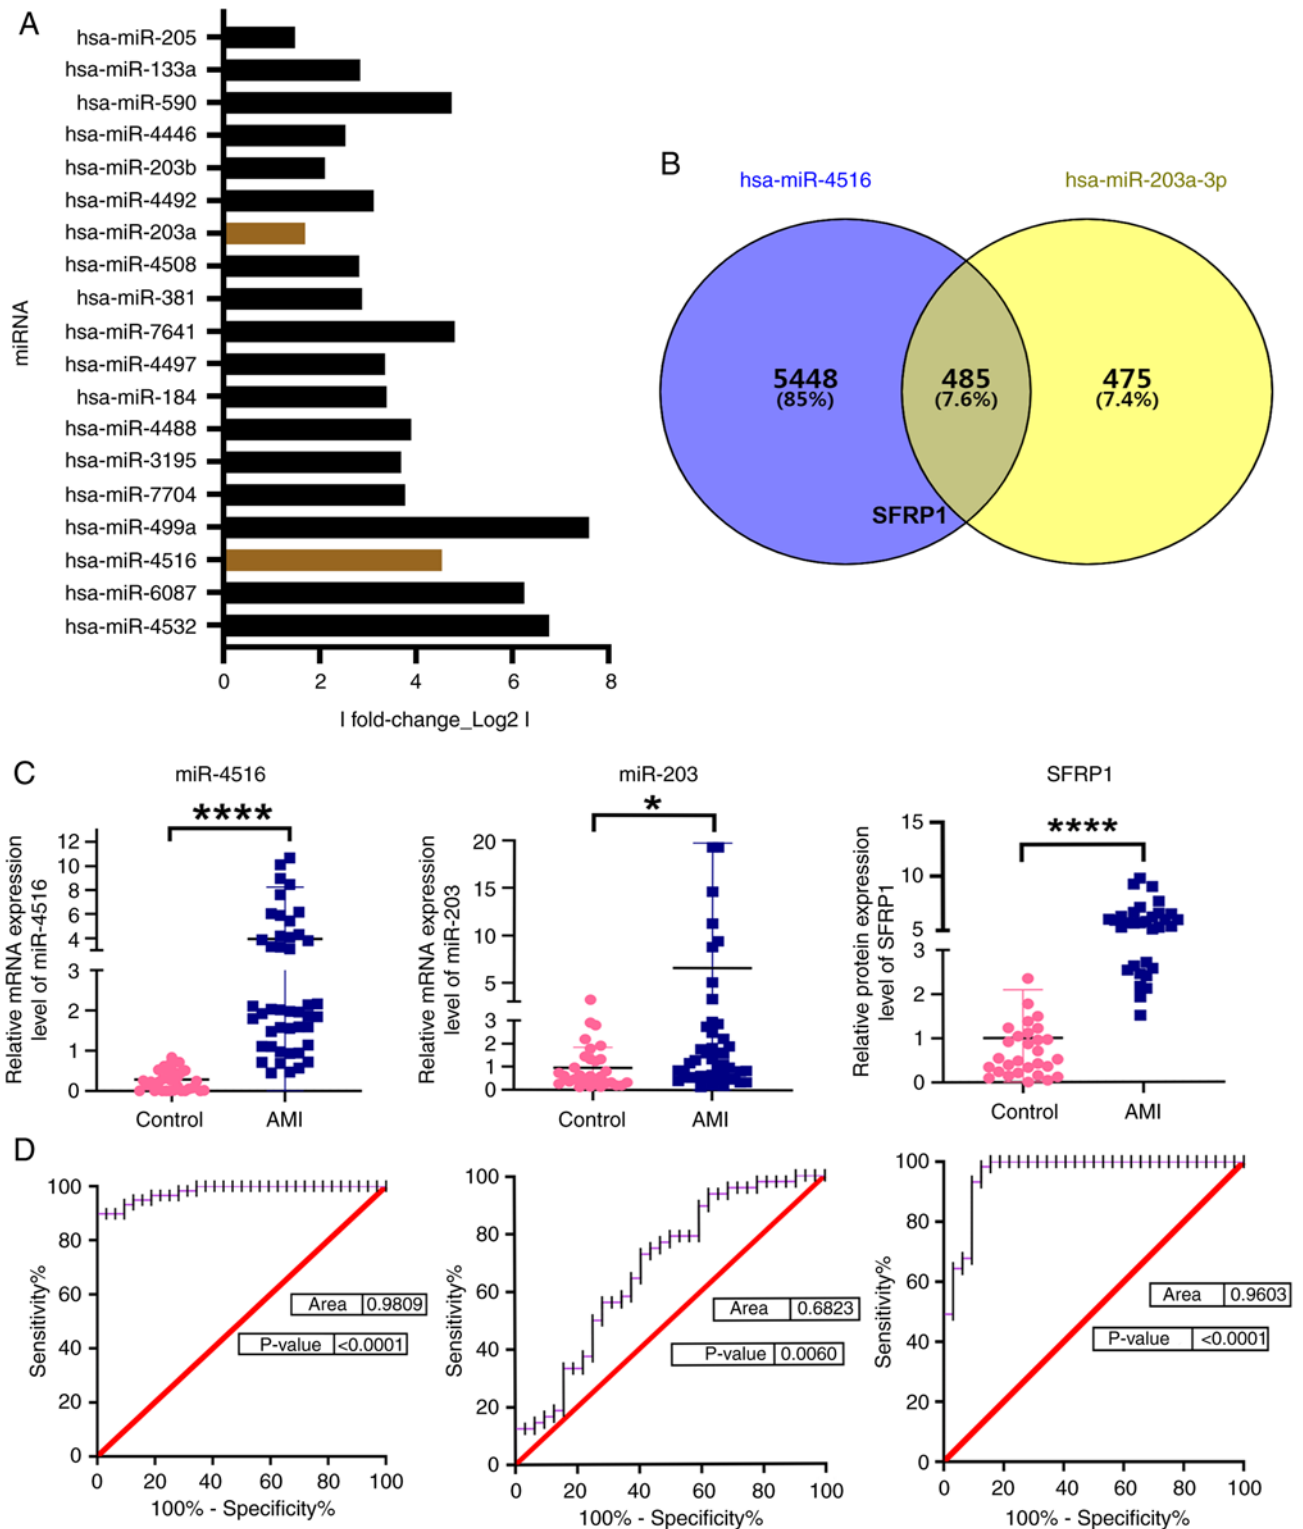 A
hsa-miR-205
hsa-miR-133a
hsa-miR-590
hsa-miR-4446
hsa-miR-203b
hsa-miR-4492
hsa-miR-203a
hsa-miR-4508
hsa-miR-381
hsa-miR-7641
hsa-miR-4497
hsa-miR-184
hsa-miR-4488
hsa-miR-3195
hsa-miR-7704
hsa-miR-499a
hsa-miR-4516
hsa-miR-6087
hsa-miR-4532
miRNA
0 2 4 6 8
| fold-change_Log2 |
B
hsa-miR-4516 hsa-miR-203a-3p
5448 485 475
(85%) (7.6%) (7.4%)
SFRP1
C
miR-4516
****
Relative mRNA expression
level of miR-4516
12
10
8
6
4
3
2
1
0
Control AMI
miR-203
*
Relative mRNA expression
level of miR-203
20
15
10
5
3
2
1
0
Control AMI
SFRP1
****
Relative protein expression
level of SFRP1
15
10
5
3
2
1
0
Control AMI
D
Sensitivity%
100
80
60
40
20
0
Area 0.9809
P-value <0.0001
0 20 40 60 80 100
100% - Specificity%
Sensitivity%
100
80
60
40
20
0
Area 0.6823
P-value 0.0060
0 20 40 60 80 100
100% - Specificity%
Sensitivity%
100
80
60
40
20
0
Area 0.9603
P-value <0.0001
0 20 40 60 80 100
100% - Specificity%